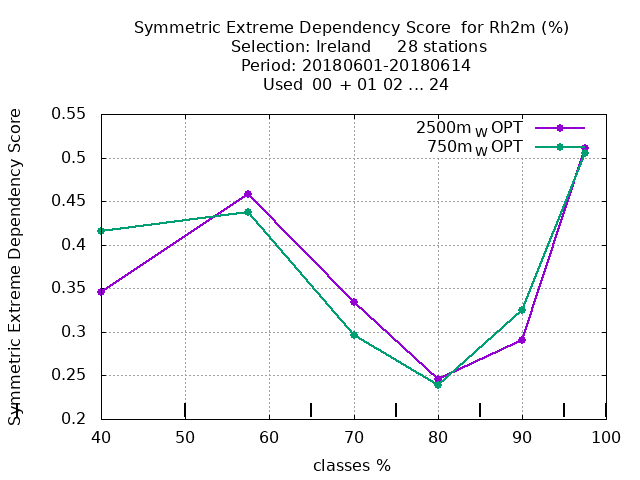 Symmetric Extreme Dependency Score for Rh2m (%)
Selection: Ireland 28 stations
Period: 20180601-20180614
Used 00 + 01 02 ... 24
Symmetric Extreme Dependency Score
0.55
0.5
0.45
0.4
0.35
0.3
0.25
0.2
2500m W OPT
750m W OPT
40 50 60 70 80 90 100
classes %